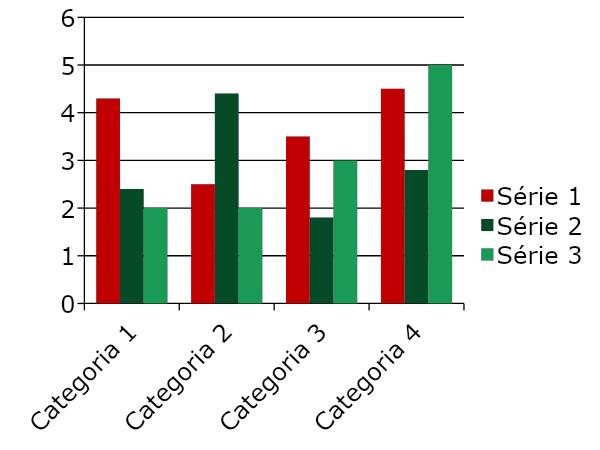 6
5
4
3
2
1
0
Categoria 1
Categoria 2
Categoria 3
Categoria 4
Série 1
Série 2
Série 3